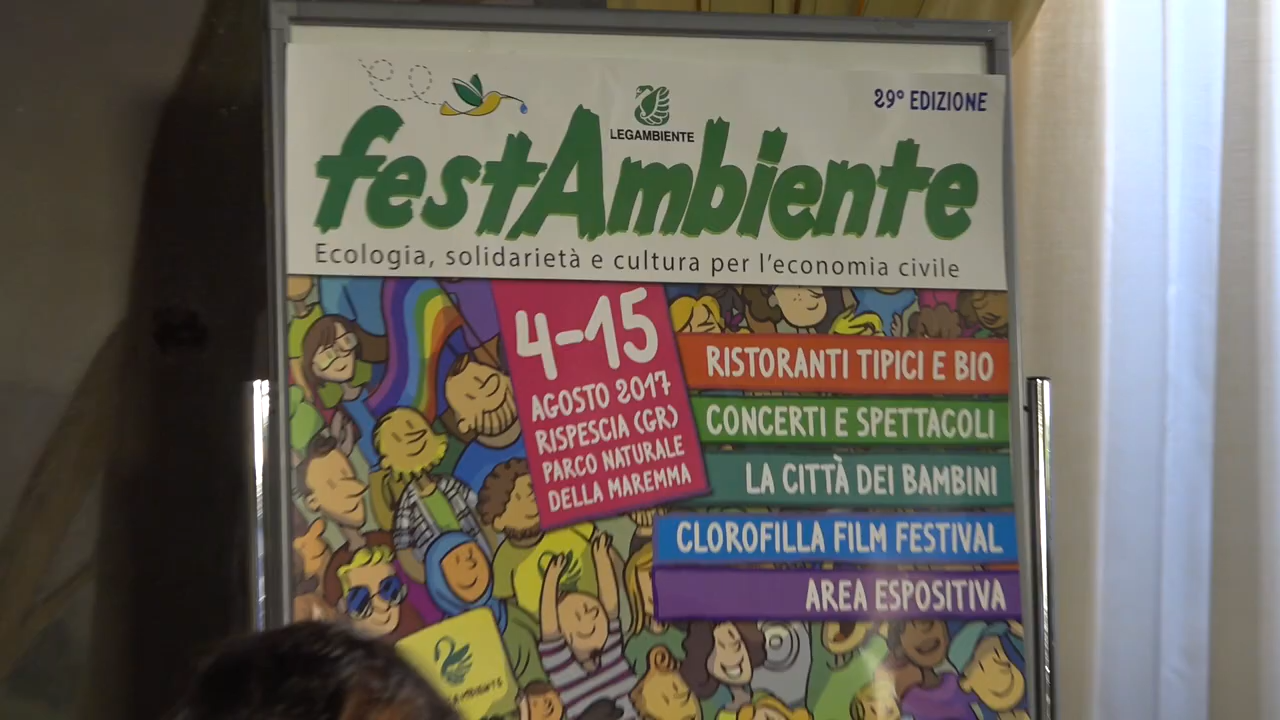 29° EDIZIONE
LEGAMBIENTE
festAmbiente
Ecologia, solidarietà e cultura per l'economia civile
4-15
AGOSTO 2017
RISPESCIA (GR)
PARCO NATURALE
DELLA MAREMMA
RISTORANTI TIPICI E BIO
CONCERTI E SPETTACOLI
LA CITTÀ DEI BAMBINI
CLOROFILLA FILM FESTIVAL
AREA ESPOSITIVA